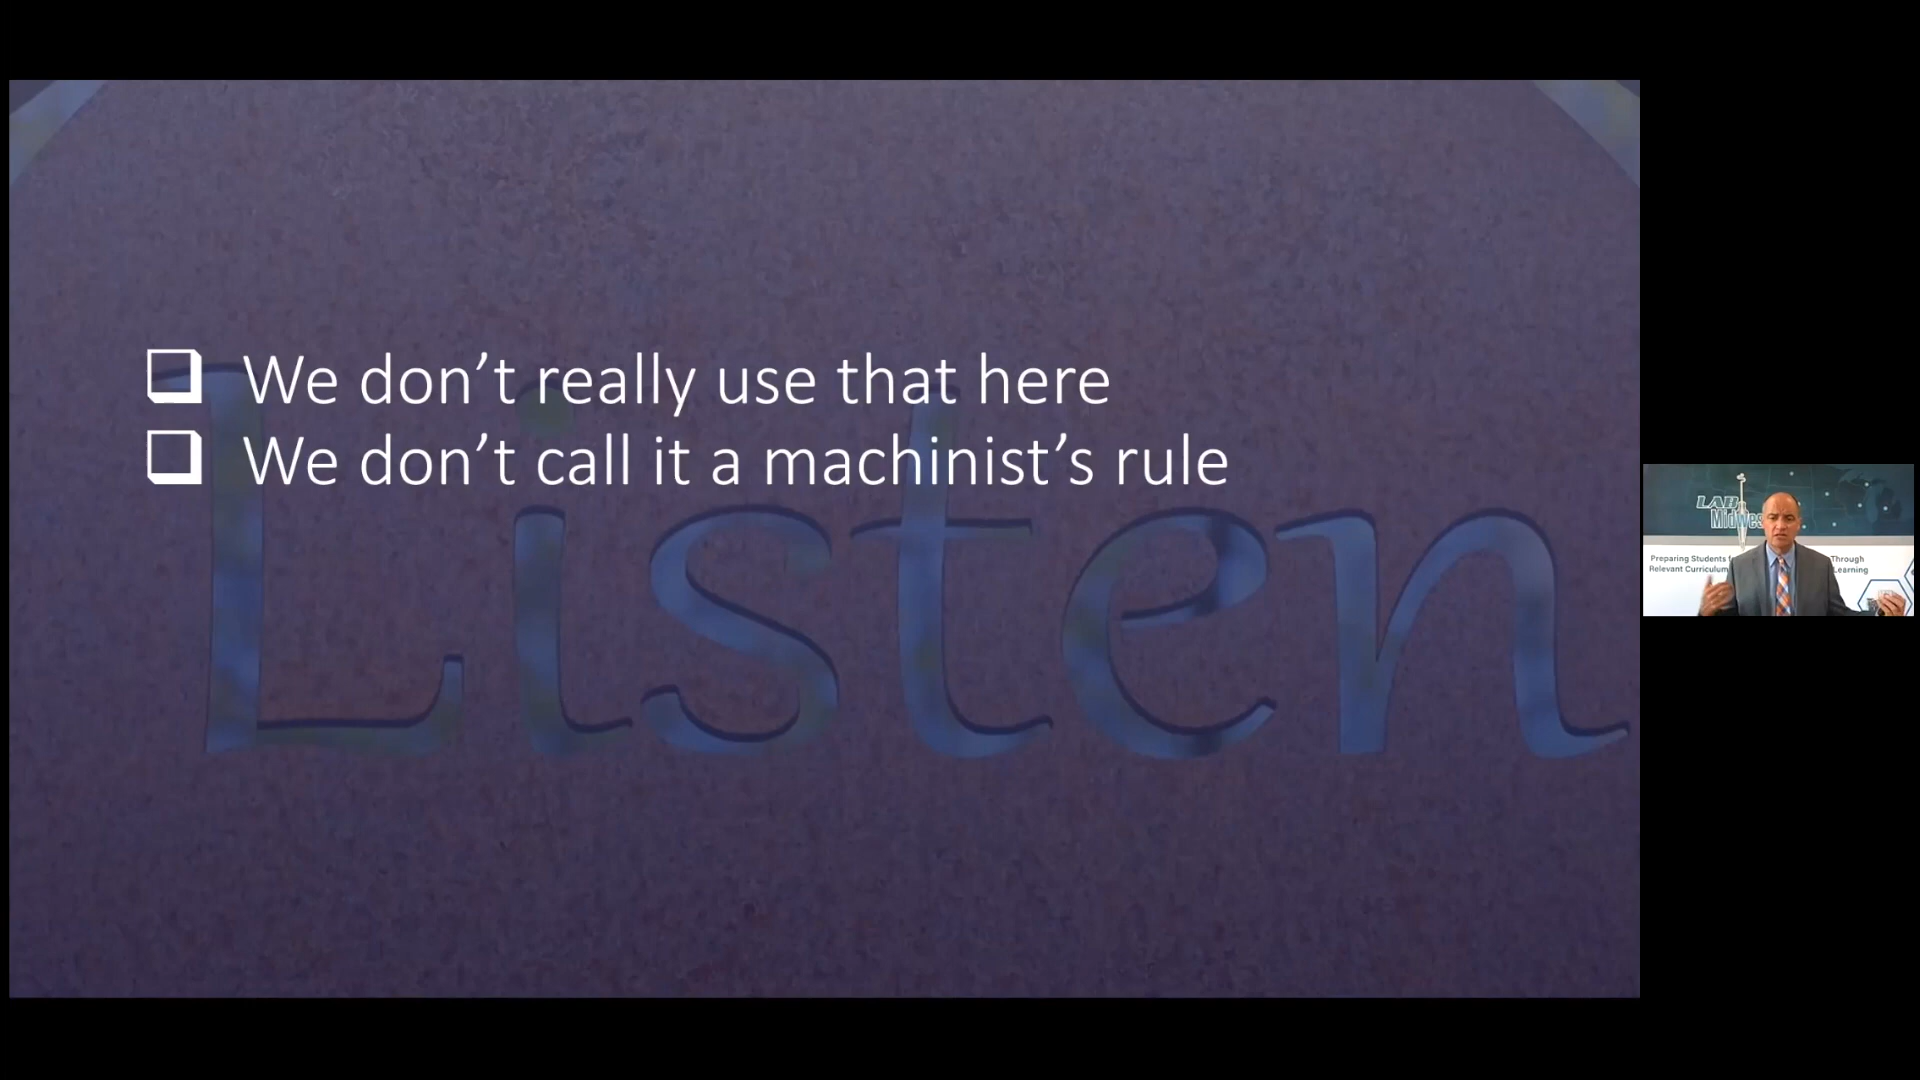 We don’t really use that here
We don’t call it a machinist’s rule
Listen
LAB
Midwes
Preparing Students f
Through
Relevant Curriculum
Learning